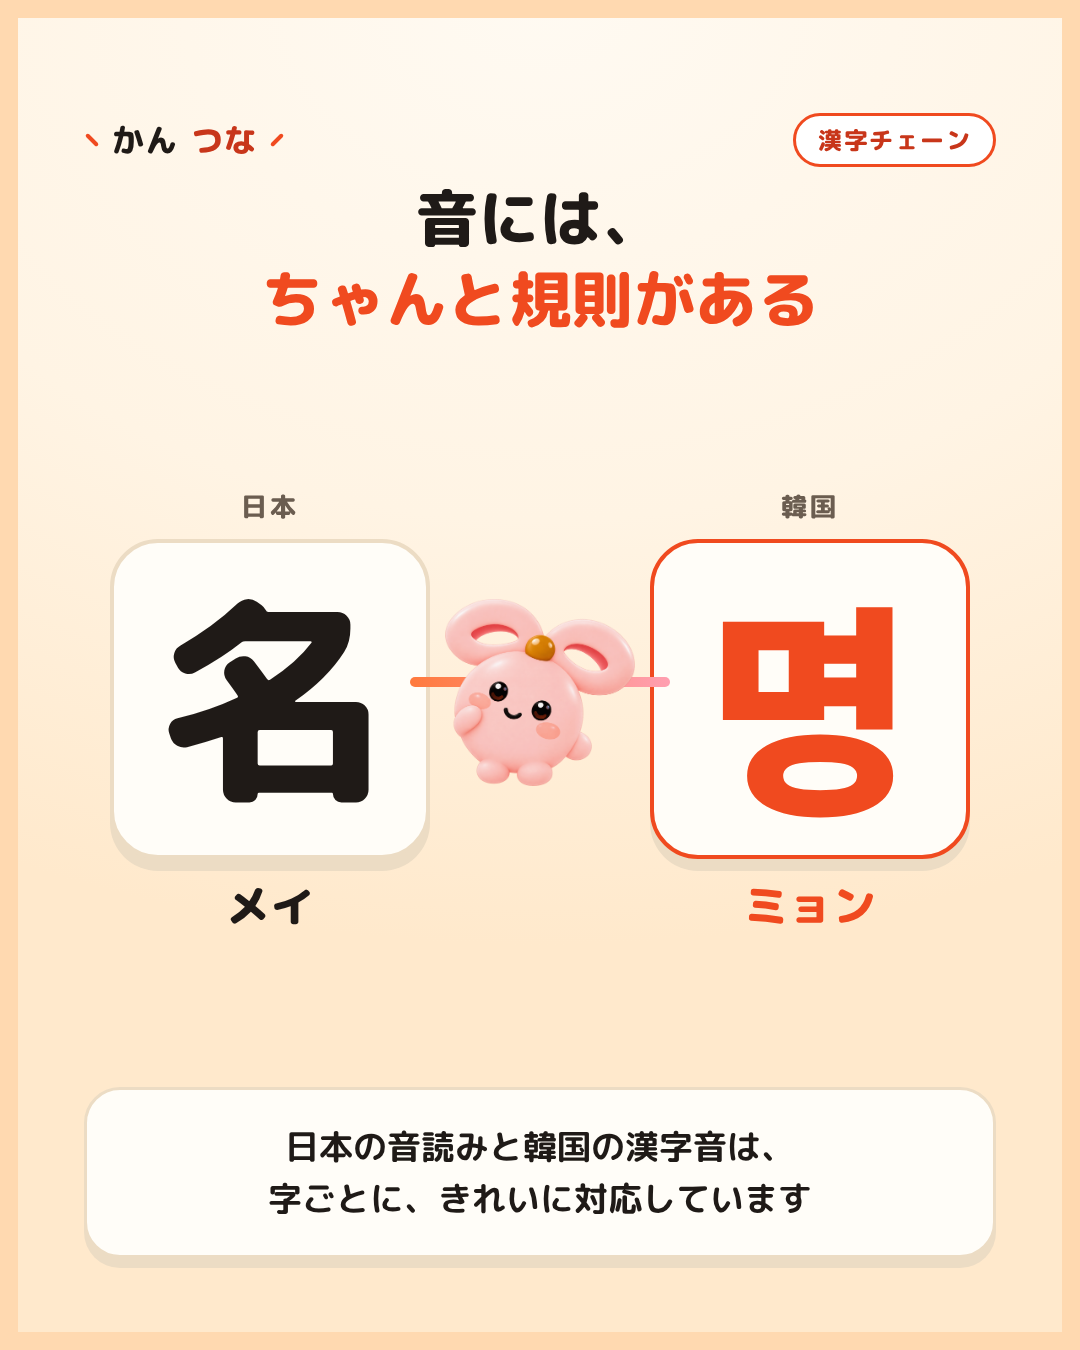 かん つな
漢字チェーン
音には、
ちゃんと規則がある
日本
韓国
名
명
メイ
ミョン
日本の音読みと韓国の漢字音は、
字ごとに、きれいに対応しています